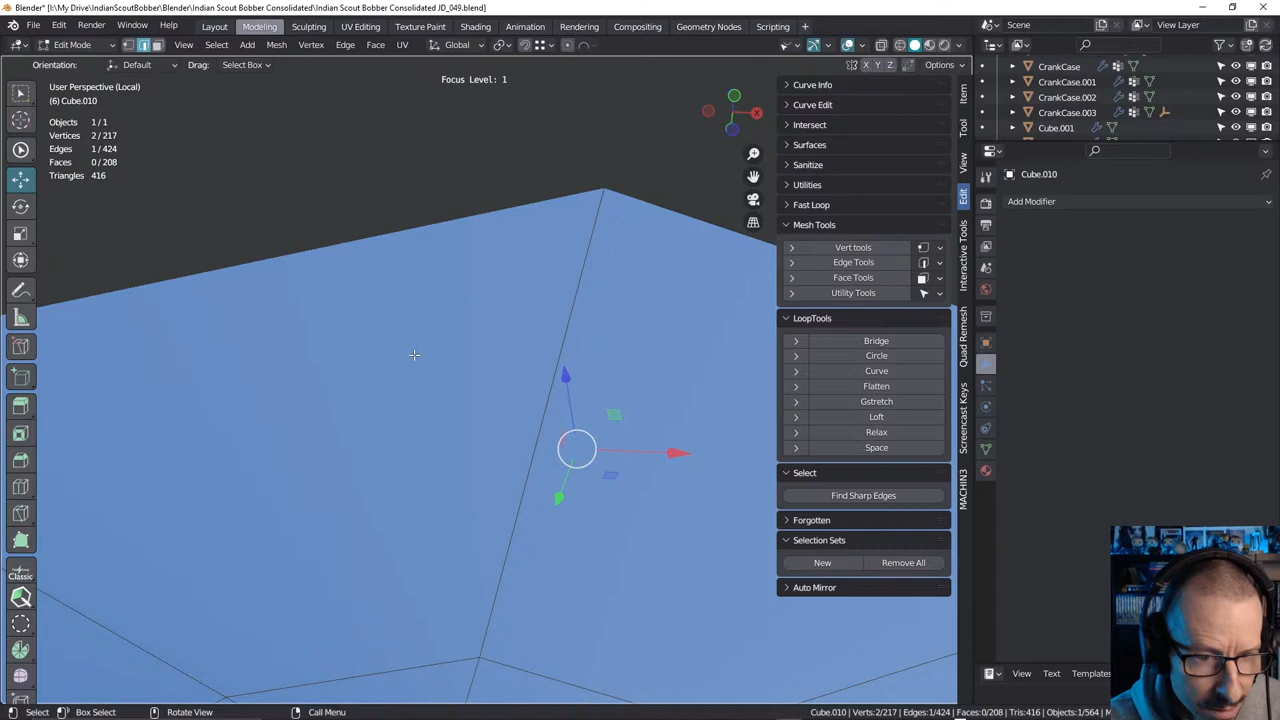 Blender* [I:\My Drive\IndianScoutBobber\Blender\Indian Scout Bobber Consolidated\Indian Scout Bobber Consolidated JD_049.blend]
File Edit Render Window Help Layout Modeling Sculpting UV Editing Texture Paint Shading Animation Rendering Compositing Geometry Nodes Scripting Scene View Layer
Edit Mode View Select Add Mesh Vertex Edge Face UV Global
Orientation: Default Drag: Select Box X Y Z Options
Focus Level: 1
User Perspective (Local)
(6) Cube.010
Objects 1 / 1
Vertices 2 / 217
Edges 1 / 424
Faces 0 / 208
Triangles 416
X
Curve Info
Curve Edit
Intersect
Surfaces
Sanitize
Utilities
Fast Loop
Mesh Tools
Vert tools
Edge Tools
Face Tools
Utility Tools
LoopTools
Bridge
Circle
Curve
Flatten
Gstretch
Loft
Relax
Space
Select
Find Sharp Edges
Forgotten
Selection Sets
New Remove All
Auto Mirror
Item
Tool
View
Edit
Interactive Tools
Quad Remesh
Screencast Keys
MACHIN3
CrankCase
CrankCase.001
CrankCase.002
CrankCase.003
Cube.001
Cube.010
Add Modifier
Classic
View Text Templates
Select Box Select Rotate View Call Menu Cube.010 | Verts:2/217 | Edges:1/424 | Faces:0/208 | Tris:416 | Objects:1/564 | M